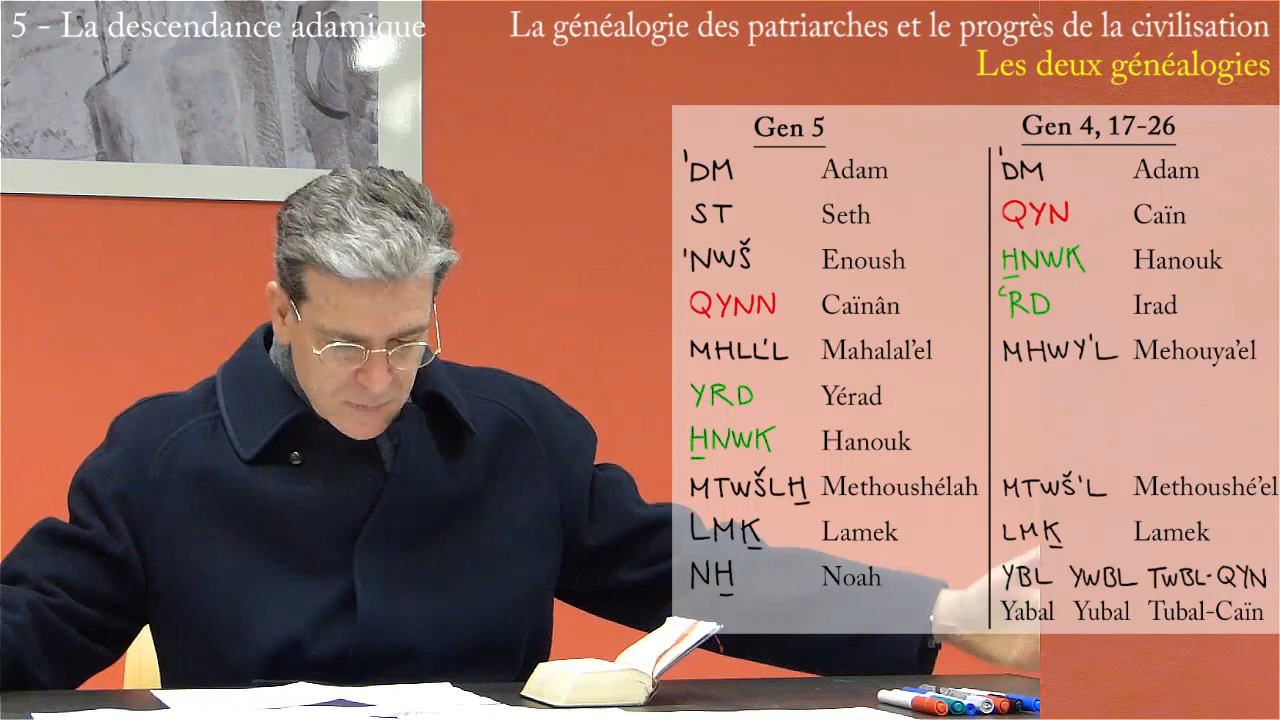 5 - La descendance adamique
La généalogie des patriarches et le progrès de la civilisation
Les deux généalogies
Gen 5
'DM Adam
ST Seth
'NWŠ Enoush
QYNN Caïnân
MHLL'L Mahalal’el
YRD Yérad
H̲NWK Hanouk
MTWŠLH̲ Methoushélah
LMK̲ Lamek
NH̲ Noah
Gen 4, 17-26
'DM Adam
QYN Caïn
H̲NWK Hanouk
ʿRD Irad
MHWY'L Mehouya’el
MTWŠ'L Methoushé’el
LMK̲ Lamek
YBL YWBL TWBL-QYN
Yabal Yubal Tubal-Caïn